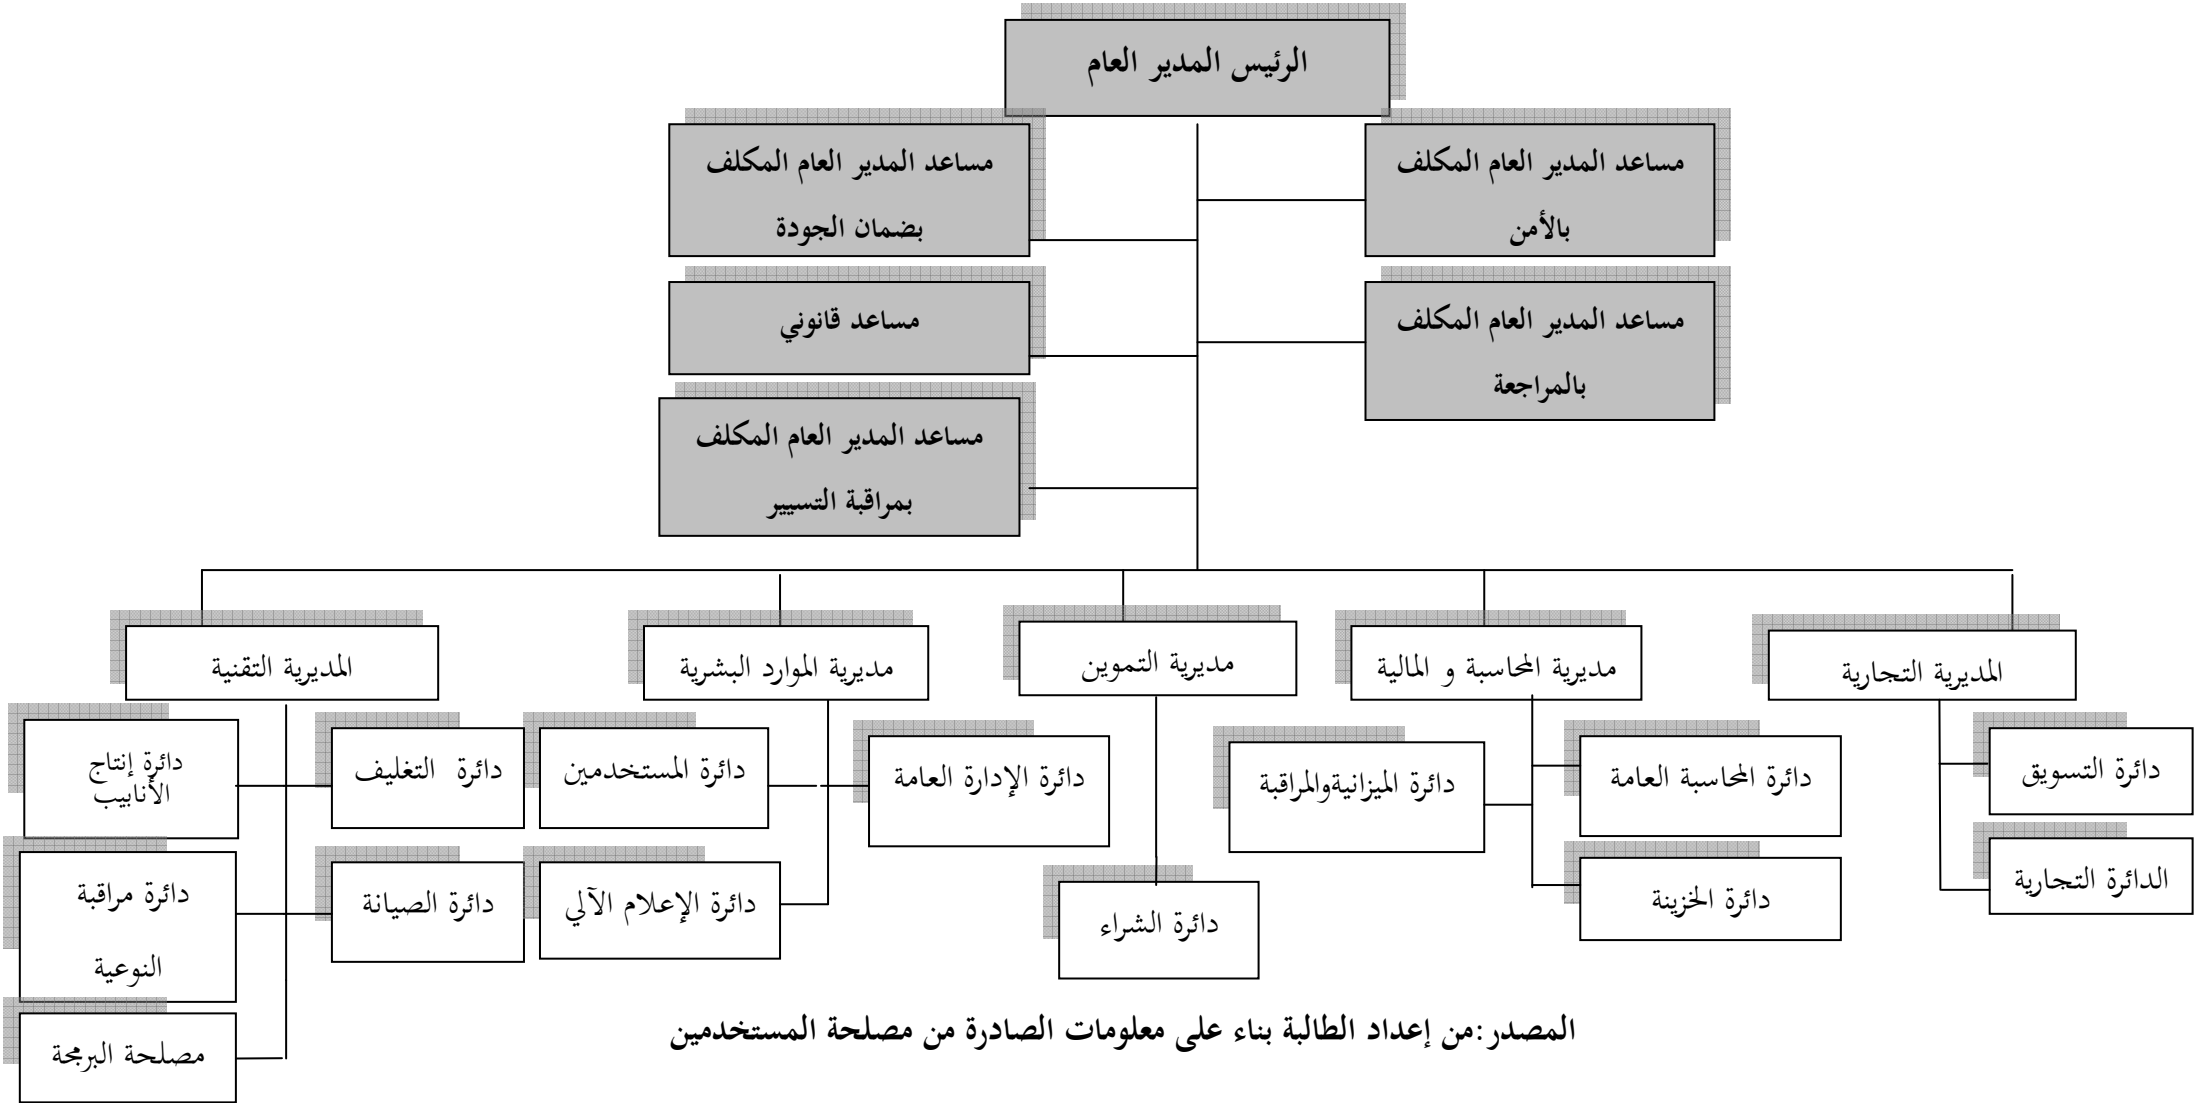 الرئيس المدير العام
مساعد المدير العام المكلف
بالأمن
مساعد المدير العام المكلف
بضمان الجودة
مساعد المدير العام المكلف
بالمراجعة
مساعد قانوني
مساعد المدير العام المكلف
بمراقبة التسيير
المديرية التجارية
مديرية المحاسبة و المالية
مديرية التموين
مديرية الموارد البشرية
المديرية التقنية
دائرة التسويق
الدائرة التجارية
دائرة المحاسبة العامة
دائرة الميزانيةوالمراقبة
دائرة الخزينة
دائرة الشراء
دائرة الإدارة العامة
دائرة المستخدمين
دائرة الإعلام الآلي
دائرة التغليف
دائرة إنتاج
الأنابيب
دائرة الصيانة
دائرة مراقبة
النوعية
مصلحة البرمجة
المصدر:من إعداد الطالبة بناء على معلومات الصادرة من مصلحة المستخدمين